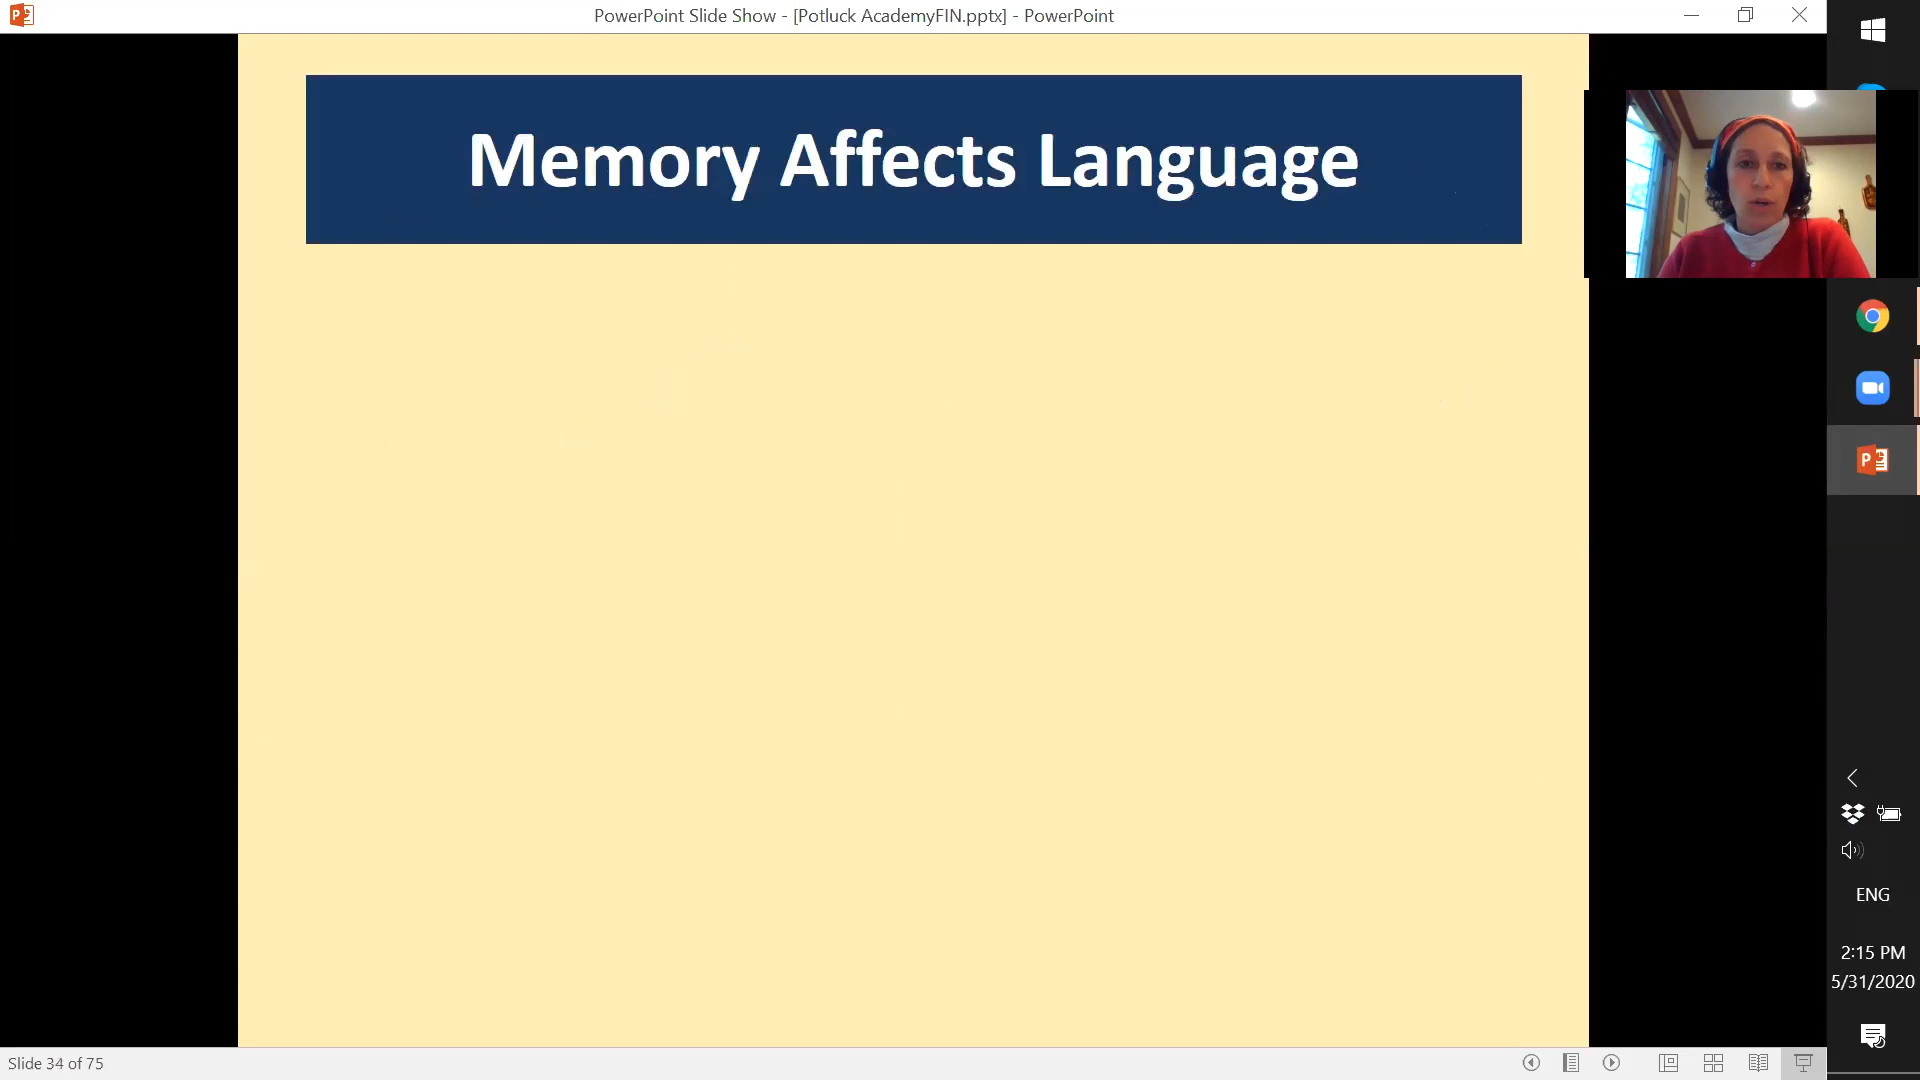 PowerPoint Slide Show - [Potluck AcademyFIN.pptx] - PowerPoint
Memory Affects Language
ENG
2:15 PM
5/31/2020
Slide 34 of 75